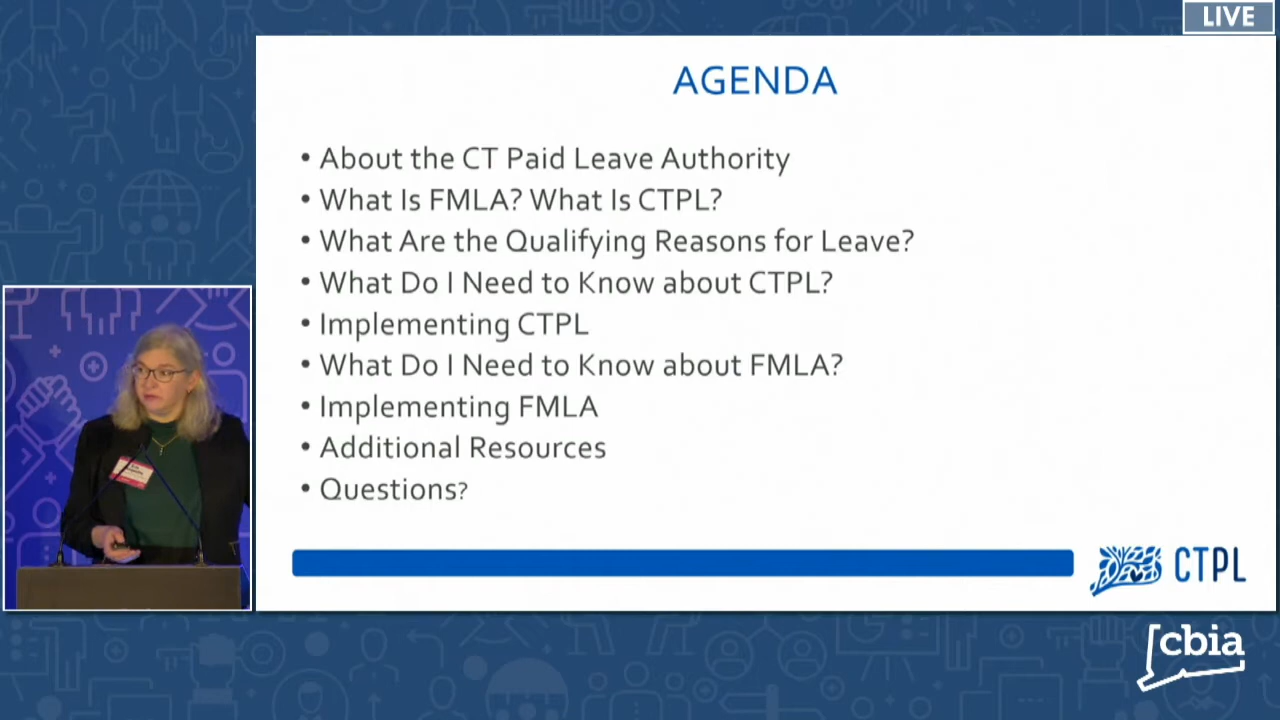 LIVE
AGENDA
• About the CT Paid Leave Authority
• What Is FMLA? What Is CTPL?
• What Are the Qualifying Reasons for Leave?
• What Do I Need to Know about CTPL?
• Implementing CTPL
• What Do I Need to Know about FMLA?
• Implementing FMLA
• Additional Resources
• Questions?
CTPL
cbia